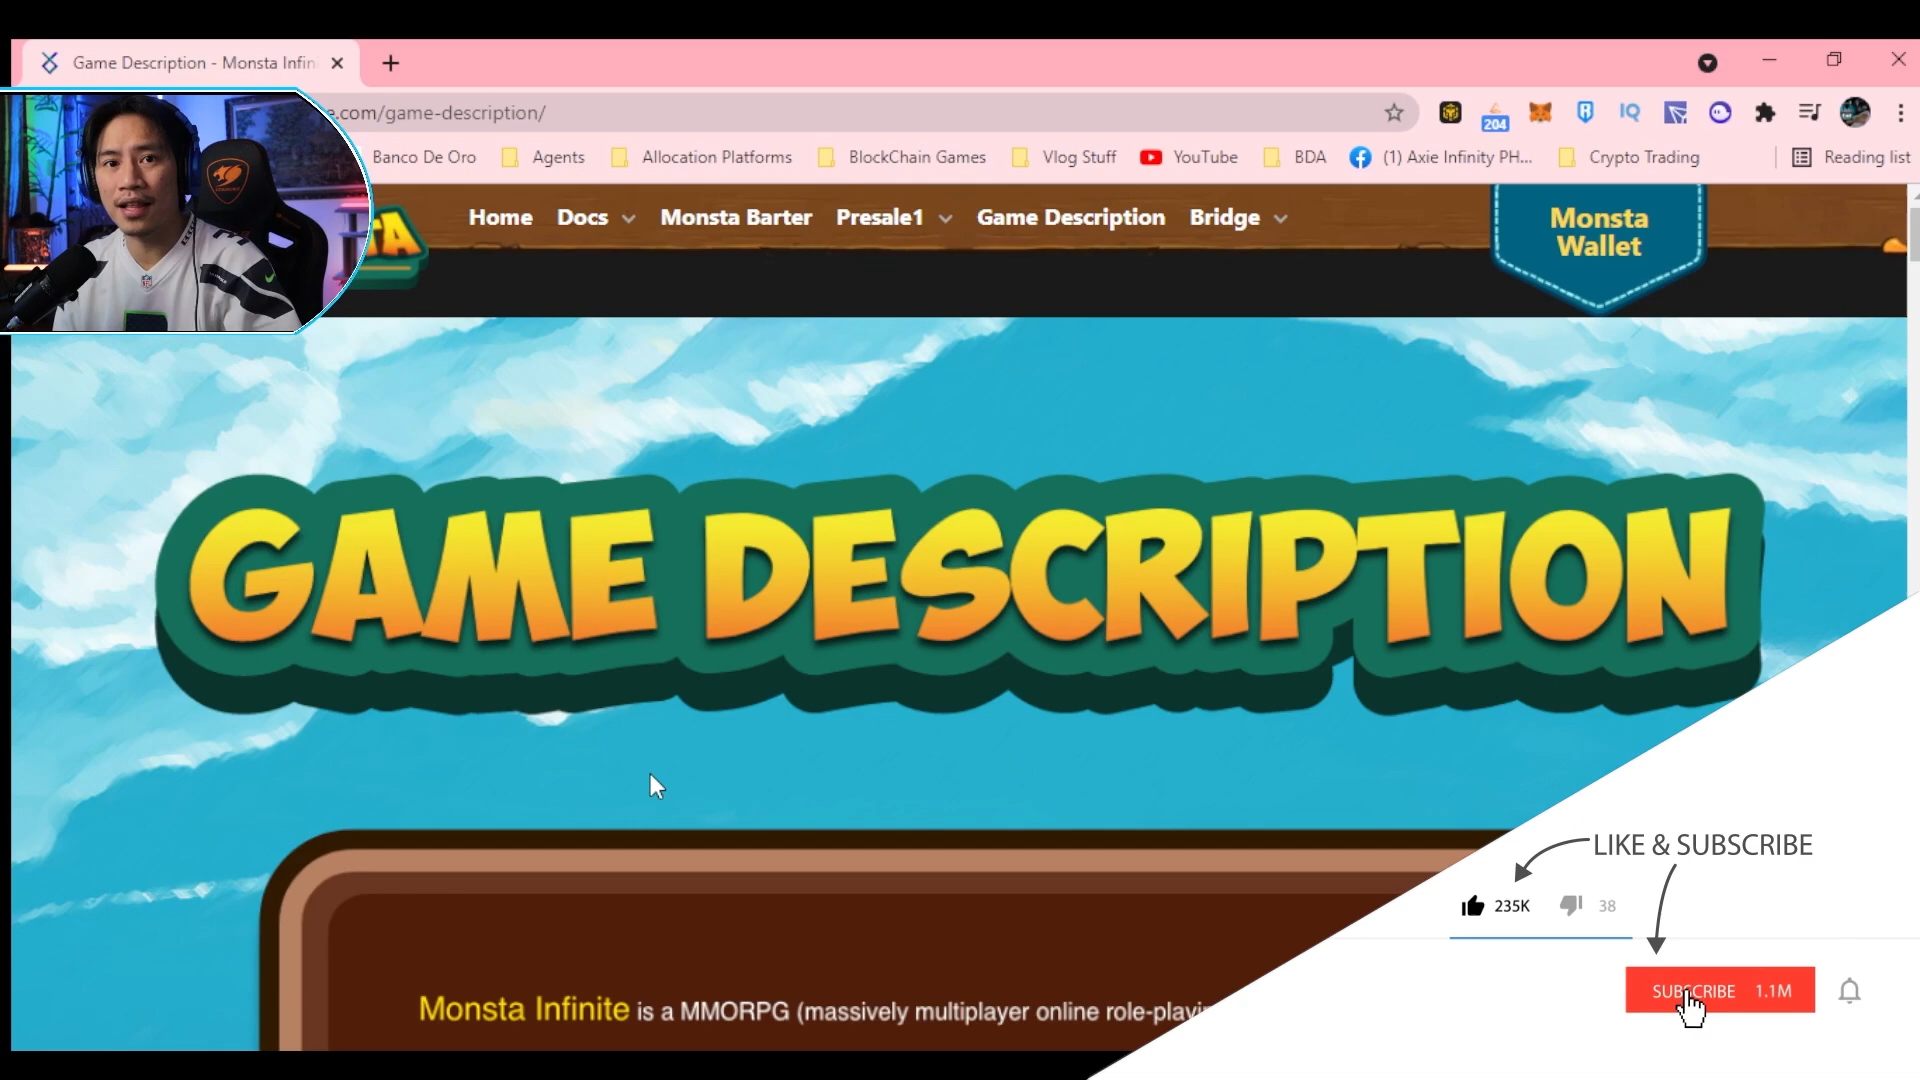 Game Description - Monsta Infin
e.com/game-description/
204
IQ
Banco De Oro
Agents
Allocation Platforms
BlockChain Games
Vlog Stuff
YouTube
BDA
(1) Axie Infinity PH...
Crypto Trading
Reading list
TA
Home
Docs
Monsta Barter
Presale1
Game Description
Bridge
Monsta
Wallet
GAME DESCRIPTION
LIKE & SUBSCRIBE
235K
38
SUBSCRIBE 1.1M
Monsta Infinite is a MMORPG (massively multiplayer online role-playi